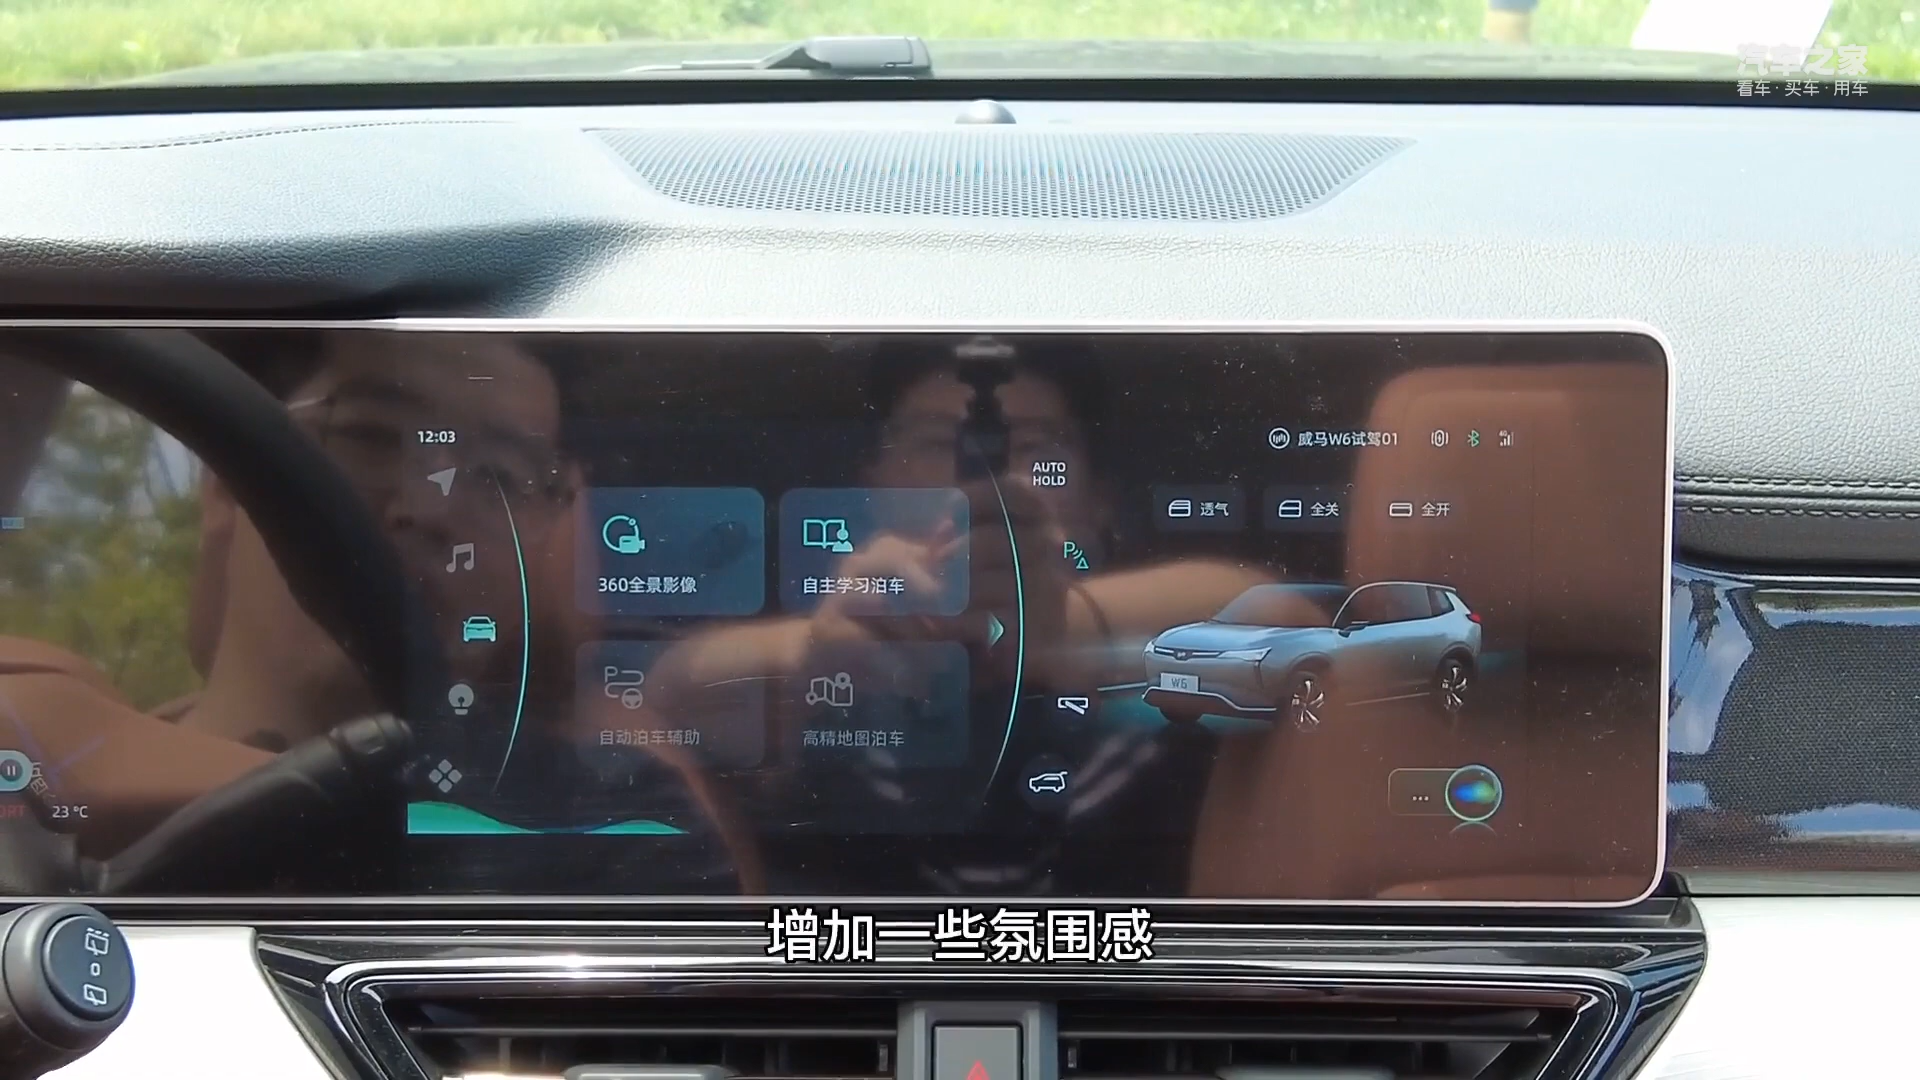 汽车之家
看车·买车·用车
12:03
威马W6试驾01
4G
AUTO
HOLD
透气
全关
全开
360全景影像
自主学习泊车
P
W6
P
自动泊车辅助
高精地图泊车
23 ℃
增加一些氛围感